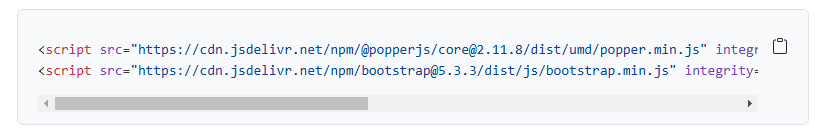 <script src="https://cdn.jsdelivr.net/npm/@popperjs/core@2.11.8/dist/umd/popper.min.js" integr
<script src="https://cdn.jsdelivr.net/npm/bootstrap@5.3.3/dist/js/bootstrap.min.js" integrity=